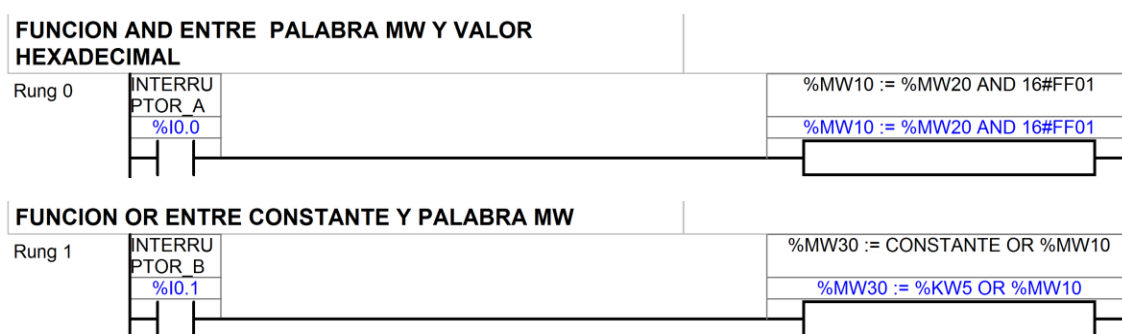 FUNCION AND ENTRE PALABRA MW Y VALOR
HEXADECIMAL
Rung 0
INTERRU
PTOR_A
%I0.0
%MW10 := %MW20 AND 16#FF01
%MW10 := %MW20 AND 16#FF01
FUNCION OR ENTRE CONSTANTE Y PALABRA MW
Rung 1
INTERRU
PTOR_B
%I0.1
%MW30 := CONSTANTE OR %MW10
%MW30 := %KW5 OR %MW10